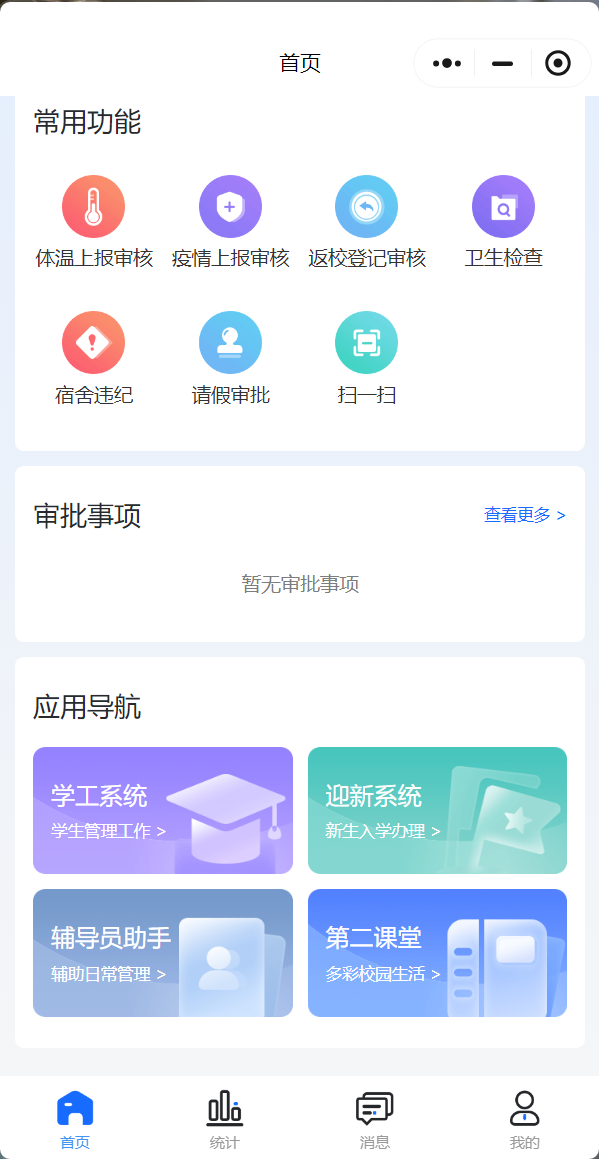 首页
常用功能
体温上报审核 疫情上报审核 返校登记审核 卫生检查
宿舍违纪 请假审批 扫一扫
审批事项 查看更多 >
暂无审批事项
应用导航
学工系统 迎新系统
学生管理工作 > 新生入学办理 >
辅导员助手 第二课堂
辅助日常管理 > 多彩校园生活 >
首页 统计 消息 我的